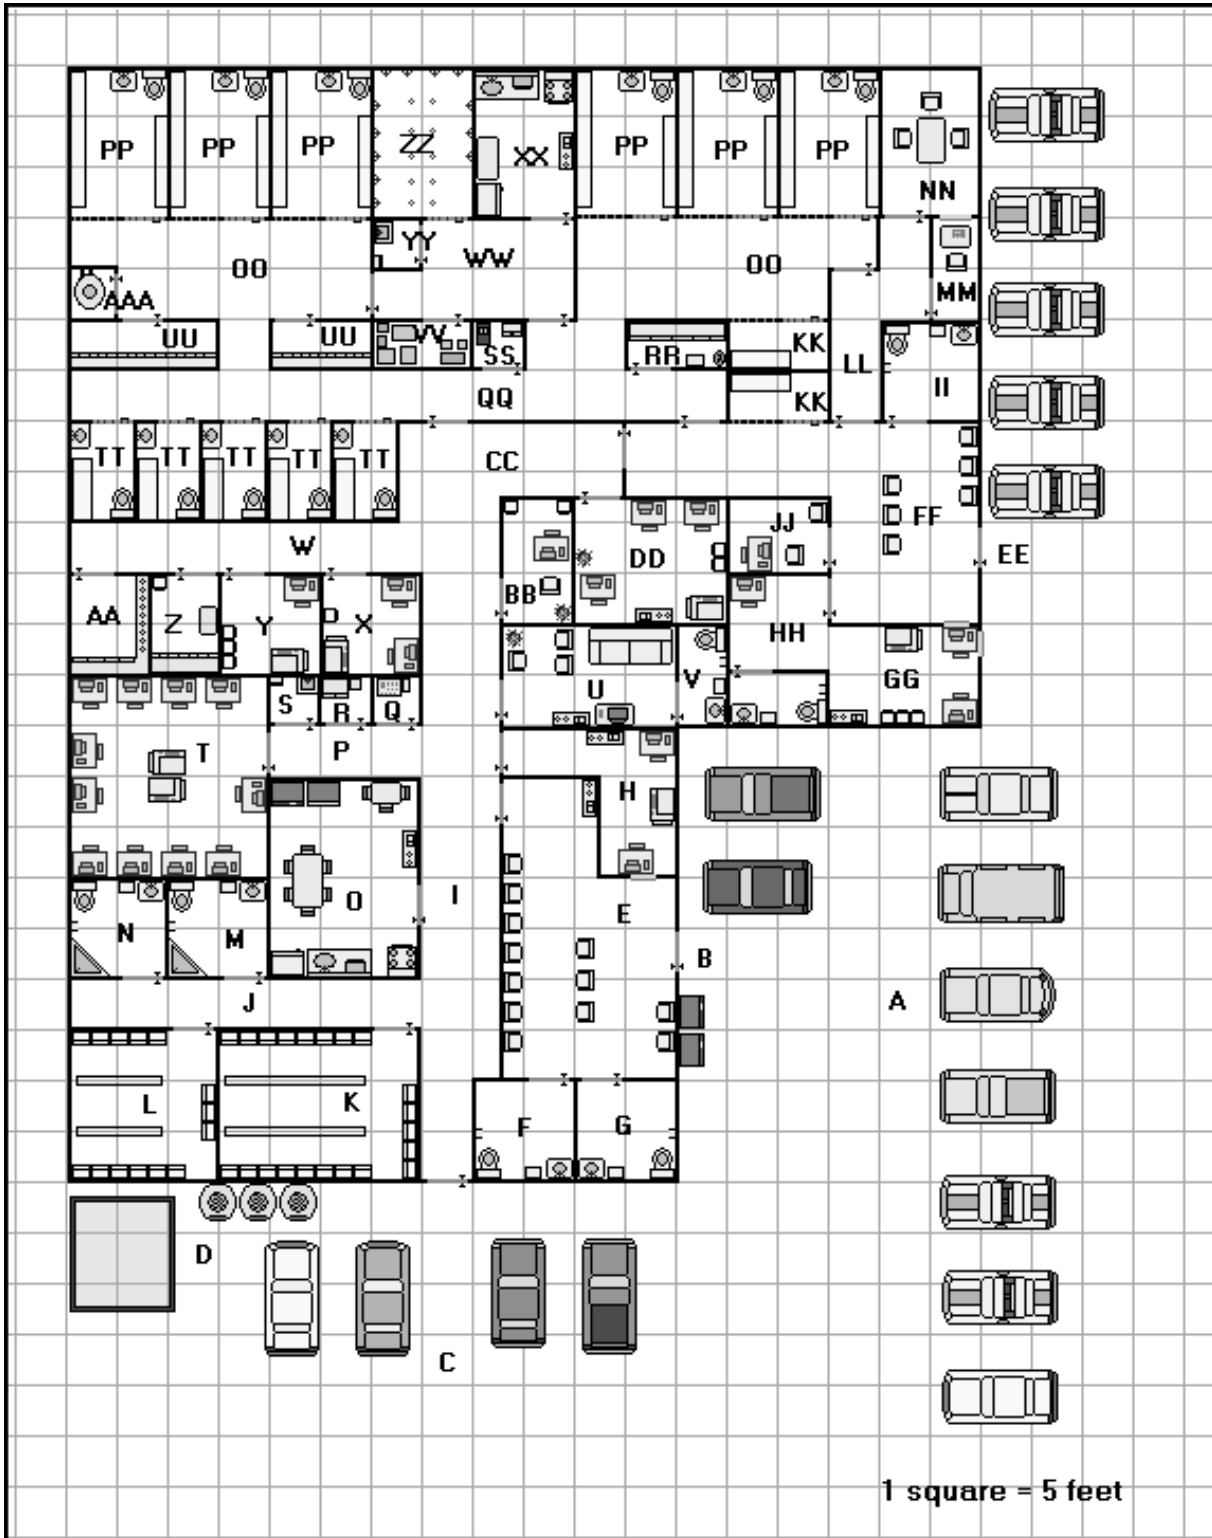 PP PP PP ZZ XX PP PP PP
NN
OO YY WW OO
AAA MM
UU UU VV SS RR KK
LL II
QQ KK
TT TT TT TT TT CC
JJ FF
W DD EE
AA Z Y X BB HH
U V GG
S R Q
T P
H
O I E
N M B
J A
L K F G
D
C
1 square = 5 feet